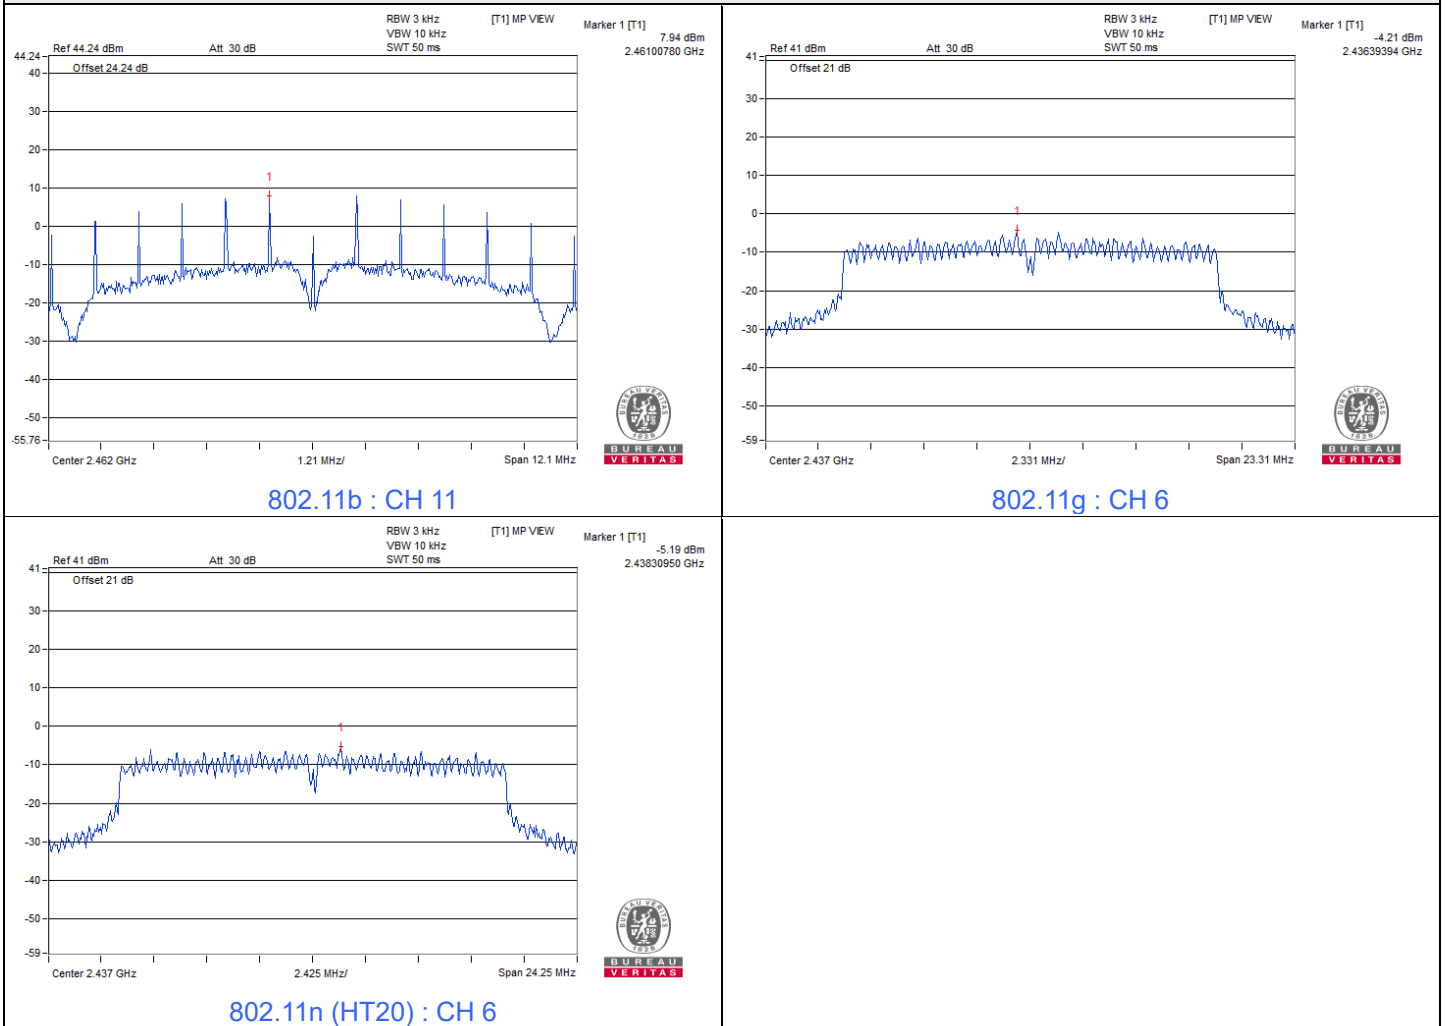 RBW 3 kHz [T1] MP VIEW Marker 1 [T1]
VBW 10 kHz 7.94 dBm
Ref 44.24 dBm Att 30 dB SWT 50 ms 2.46100780 GHz
44.24
Offset 24.24 dB
40
30
20
1
10
0
-10
-20
-30
-40
-50
-55.76
Center 2.462 GHz 1.21 MHz/ Span 12.1 MHz
BUREAU VERITAS
1828
BUREAU
VERITAS
802.11b : CH 11
RBW 3 kHz [T1] MP VIEW Marker 1 [T1]
VBW 10 kHz -4.21 dBm
Ref 41 dBm Att 30 dB SWT 50 ms 2.43639394 GHz
41
Offset 21 dB
30
20
10
1
0
-10
-20
-30
-40
-50
-59
Center 2.437 GHz 2.331 MHz/ Span 23.31 MHz
BUREAU VERITAS
1828
BUREAU
VERITAS
802.11g : CH 6
RBW 3 kHz [T1] MP VIEW Marker 1 [T1]
VBW 10 kHz -5.19 dBm
Ref 41 dBm Att 30 dB SWT 50 ms 2.43830950 GHz
41
Offset 21 dB
30
20
10
1
0
-10
-20
-30
-40
-50
-59
Center 2.437 GHz 2.425 MHz/ Span 24.25 MHz
BUREAU VERITAS
1828
BUREAU
VERITAS
802.11n (HT20) : CH 6